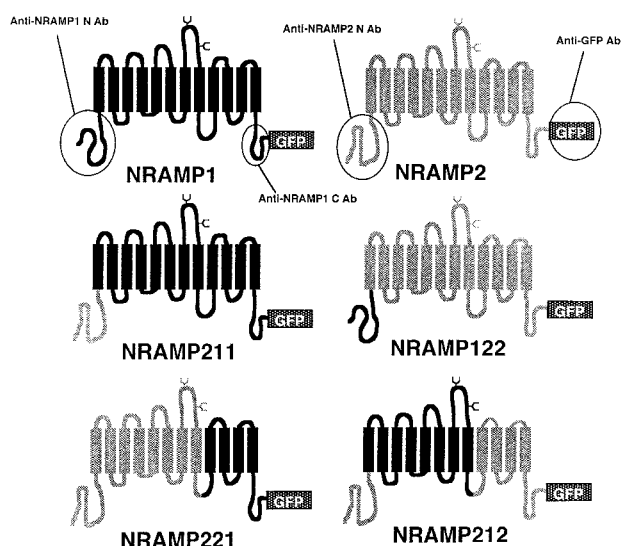 Anti-NRAMP1 N Ab
Anti-NRAMP2 N Ab
Anti-GFP Ab
C
C
GFP
GFP
NRAMP1
NRAMP2
Anti-NRAMP1 C Ab
C
C
GFP
GFP
NRAMP211
NRAMP122
C
C
GFP
GFP
NRAMP221
NRAMP212